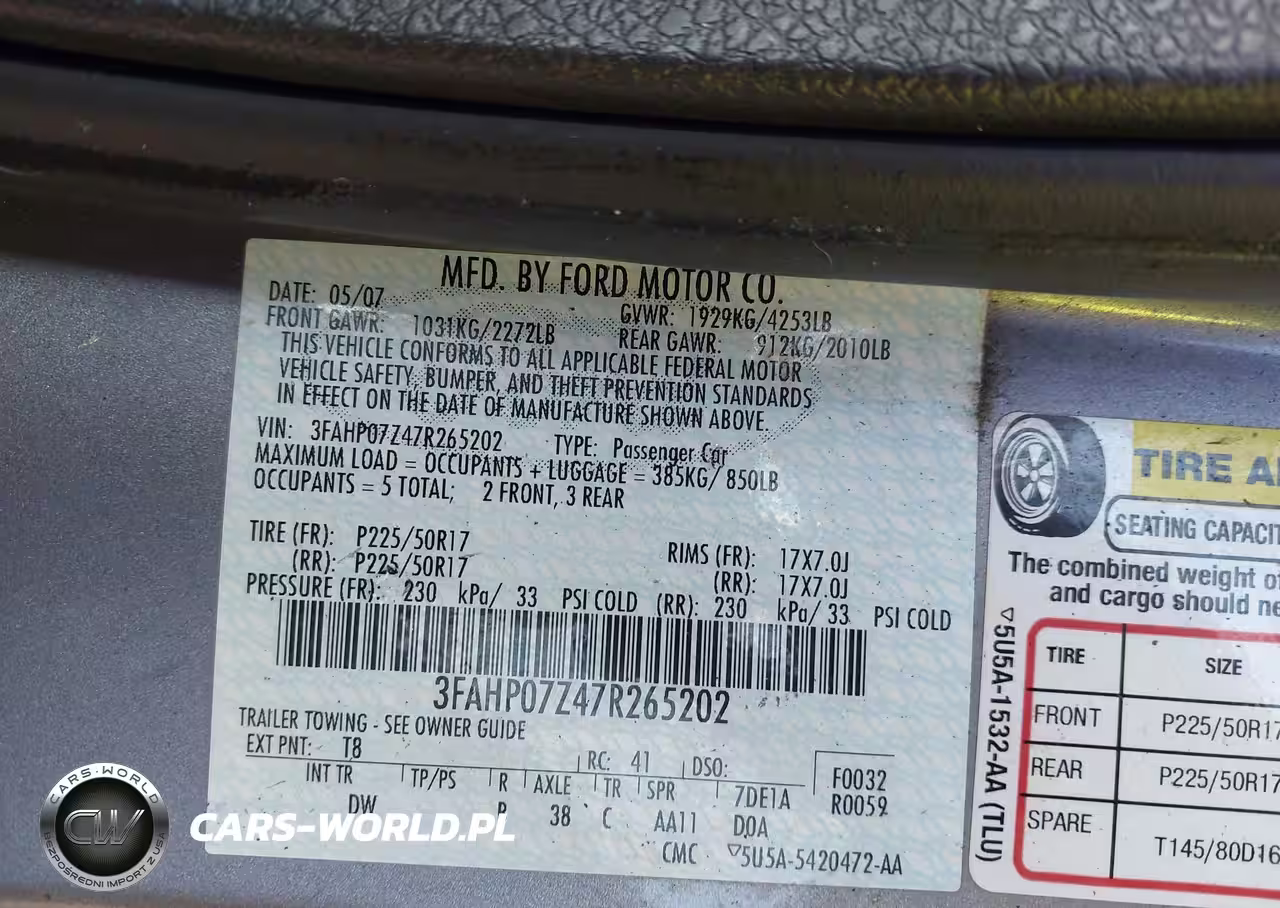 MFD. BY FORD MOTOR CO.
DATE: 05/07 GVWR: 1929KG/4253LB
FRONT GAWR: 1031KG/2272LB REAR GAWR: 912KG/2010LB
THIS VEHICLE CONFORMS TO ALL APPLICABLE FEDERAL MOTOR
VEHICLE SAFETY, BUMPER, AND THEFT PREVENTION STANDARDS
IN EFFECT ON THE DATE OF MANUFACTURE SHOWN ABOVE.
VIN: 3FAHP07Z47R265202 TYPE: Passenger Car
MAXIMUM LOAD = OCCUPANTS + LUGGAGE = 385KG/ 850LB
OCCUPANTS = 5 TOTAL; 2 FRONT, 3 REAR
TIRE (FR): P225/50R17 RIMS (FR): 17X7.0J
(RR): P225/50R17 (RR): 17X7.0J
PRESSURE (FR): 230 kPa/ 33 PSI COLD (RR): 230 kPa/ 33 PSI COLD
3FAHP07Z47R265202
TRAILER TOWING - SEE OWNER GUIDE
EXT PNT: T8 RC: 41 DSO: F0032
INT TR TP/PS R AXLE TR SPR 7DE1A R0059
DW P 38 C AA11 D0A
CMC ▽5U5A-5420472-AA
TIRE A
SEATING CAPACIT
The combined weight of
and cargo should ne
▽5U5A-1532-AA (TLU)
TIRE SIZE
FRONT P225/50R17
REAR P225/50R17
SPARE T145/80D16
CARS-WORLD
CW
BEZPOŚREDNI IMPORT Z USA
CARS-WORLD.PL